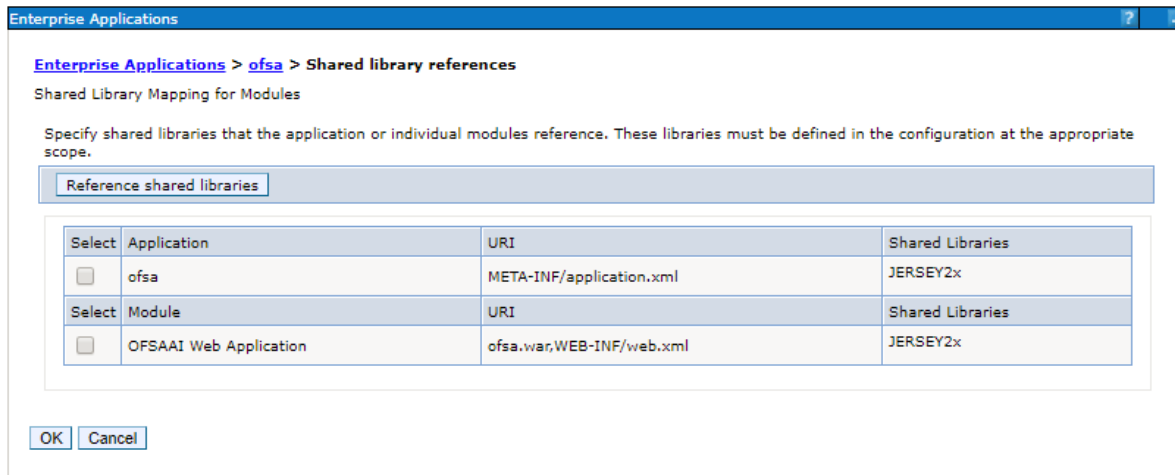 Enterprise Applications ?
Enterprise Applications > ofsa > Shared library references
Shared Library Mapping for Modules
Specify shared libraries that the application or individual modules reference. These libraries must be defined in the configuration at the appropriate
scope.
Reference shared libraries
Select Application URI Shared Libraries
ofsa META-INF/application.xml JERSEY2x
Select Module URI Shared Libraries
OFSAAI Web Application ofsa.war,WEB-INF/web.xml JERSEY2x
OK Cancel